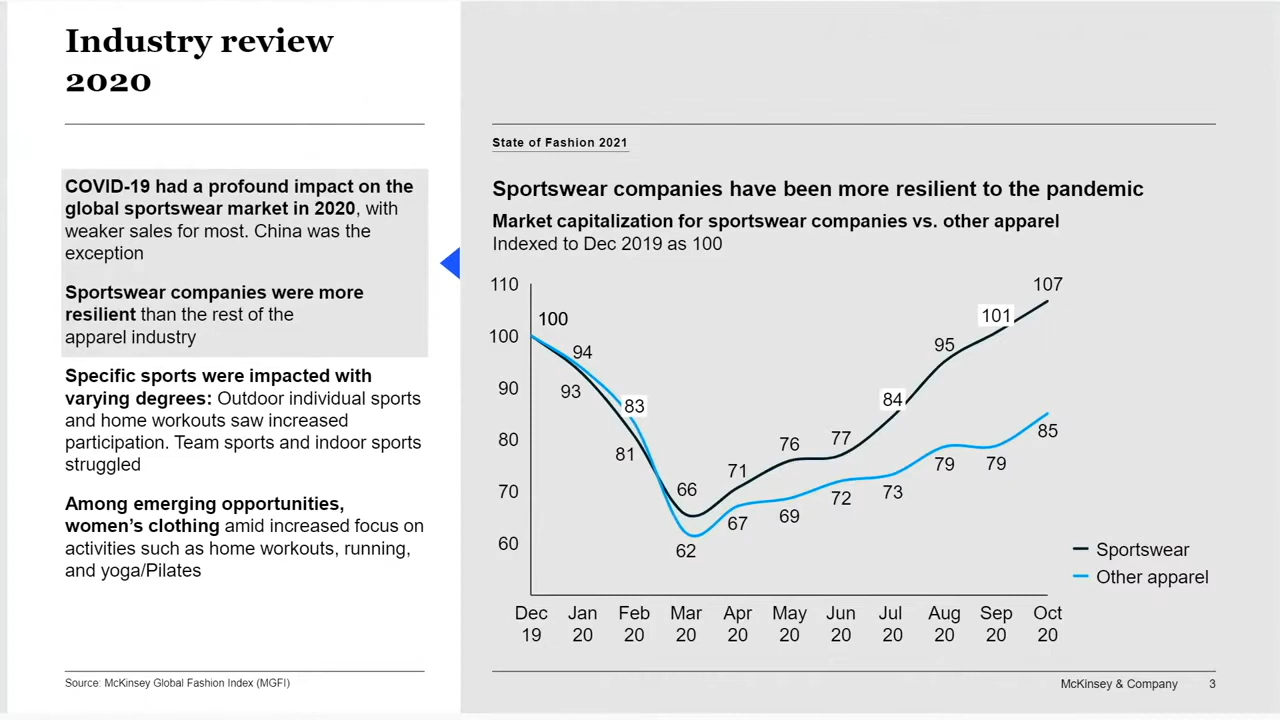 Industry review
2020
COVID-19 had a profound impact on the
global sportswear market in 2020, with
weaker sales for most. China was the
exception
Sportswear companies were more
resilient than the rest of the
apparel industry
Specific sports were impacted with
varying degrees: Outdoor individual sports
and home workouts saw increased
participation. Team sports and indoor sports
struggled
Among emerging opportunities,
women’s clothing amid increased focus on
activities such as home workouts, running,
and yoga/Pilates
Source: McKinsey Global Fashion Index (MGFI)
State of Fashion 2021
Sportswear companies have been more resilient to the pandemic
Market capitalization for sportswear companies vs. other apparel
Indexed to Dec 2019 as 100
110
100
90
80
70
60
100
94
93
83
81
66
62
71
67
76
69
77
72
84
73
95
79
101
79
107
85
Sportswear
Other apparel
Dec Jan Feb Mar Apr May Jun Jul Aug Sep Oct
19 20 20 20 20 20 20 20 20 20 20
McKinsey & Company 3